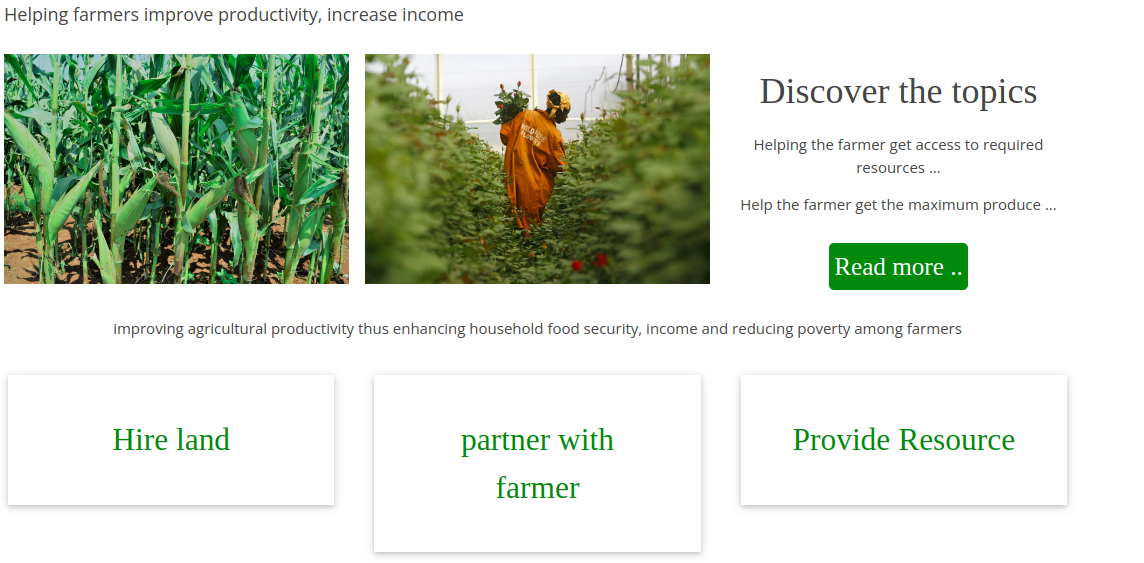 Helping farmers improve productivity, increase income
Discover the topics
Helping the farmer get access to required
resources ...
Help the farmer get the maximum produce ...
Read more ..
improving agricultural productivity thus enhancing household food security, income and reducing poverty among farmers
Hire land
partner with
farmer
Provide Resource